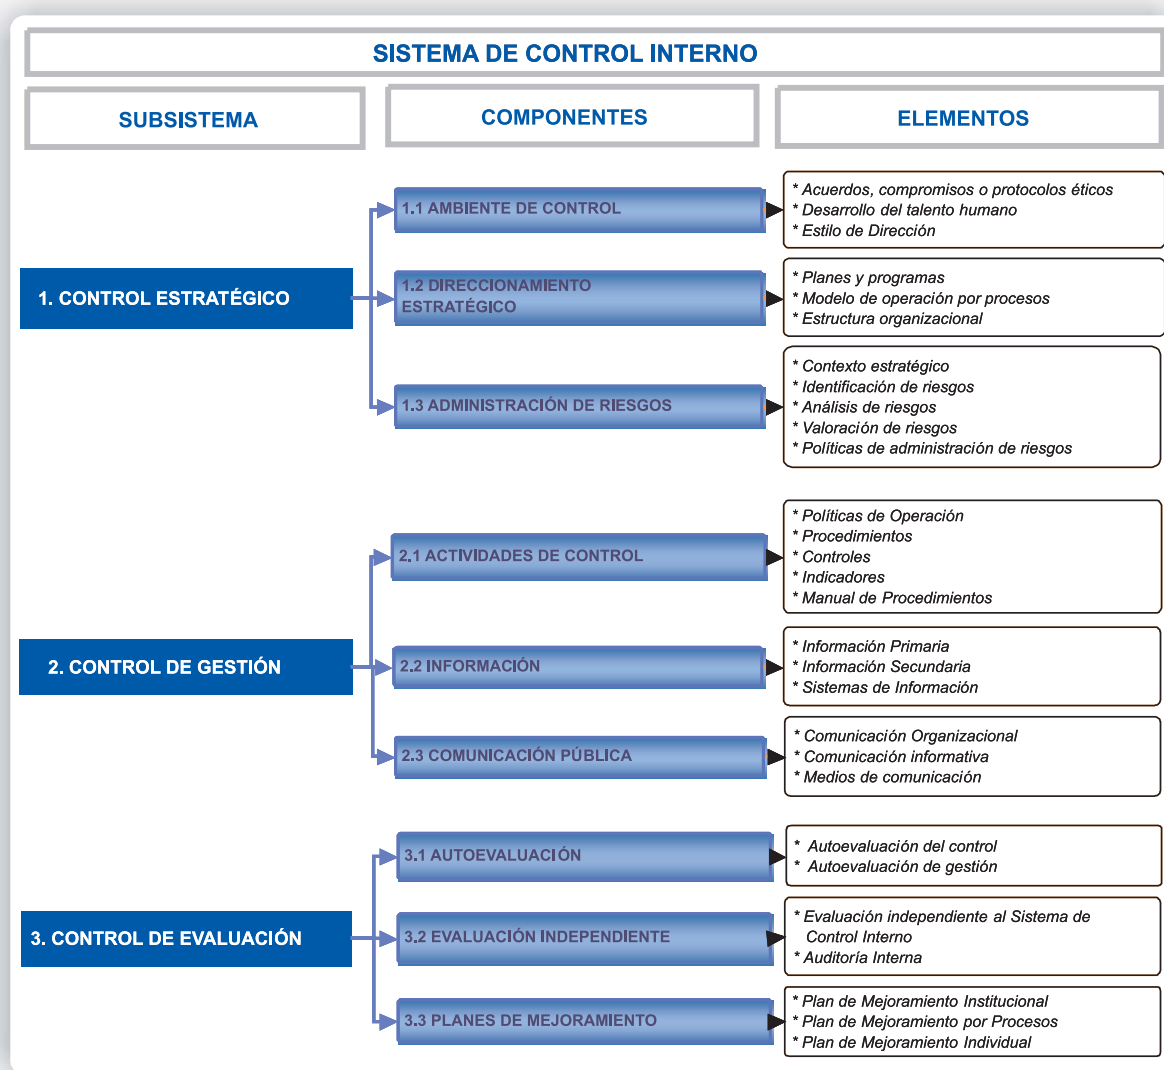 SISTEMA DE CONTROL INTERNO
SUBSISTEMA
COMPONENTES
ELEMENTOS
1. CONTROL ESTRATÉGICO
1.1 AMBIENTE DE CONTROL
* Acuerdos, compromisos o protocolos éticos
* Desarrollo del talento humano
* Estilo de Dirección
1.2 DIRECCIONAMIENTO
ESTRATÉGICO
* Planes y programas
* Modelo de operación por procesos
* Estructura organizacional
1.3 ADMINISTRACIÓN DE RIESGOS
* Contexto estratégico
* Identificación de riesgos
* Análisis de riesgos
* Valoración de riesgos
* Políticas de administración de riesgos
2. CONTROL DE GESTIÓN
2.1 ACTIVIDADES DE CONTROL
* Políticas de Operación
* Procedimientos
* Controles
* Indicadores
* Manual de Procedimientos
2.2 INFORMACIÓN
* Información Primaria
* Información Secundaria
* Sistemas de Información
2.3 COMUNICACIÓN PÚBLICA
* Comunicación Organizacional
* Comunicación informativa
* Medios de comunicación
3. CONTROL DE EVALUACIÓN
3.1 AUTOEVALUACIÓN
* Autoevaluación del control
* Autoevaluación de gestión
3.2 EVALUACIÓN INDEPENDIENTE
* Evaluación independiente al Sistema de
Control Interno
* Auditoría Interna
3.3 PLANES DE MEJORAMIENTO
* Plan de Mejoramiento Institucional
* Plan de Mejoramiento por Procesos
* Plan de Mejoramiento Individual